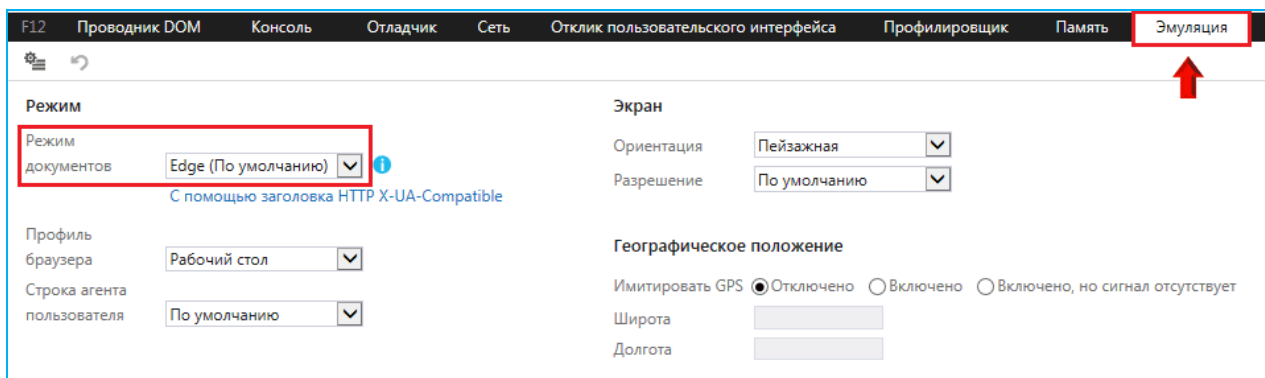 F12 Проводник DOM Консоль Отладчик Сеть Отклик пользовательского интерфейса Профилировщик Память Эмуляция
Режим
Режим
документов Edge (По умолчанию)
С помощью заголовка HTTP X-UA-Compatible
Профиль
браузера Рабочий стол
Строка агента
пользователя По умолчанию
Экран
Ориентация Пейзажная
Разрешение По умолчанию
Географическое положение
Имитировать GPS Отключено Включено Включено, но сигнал отсутствует
Широта
Долгота